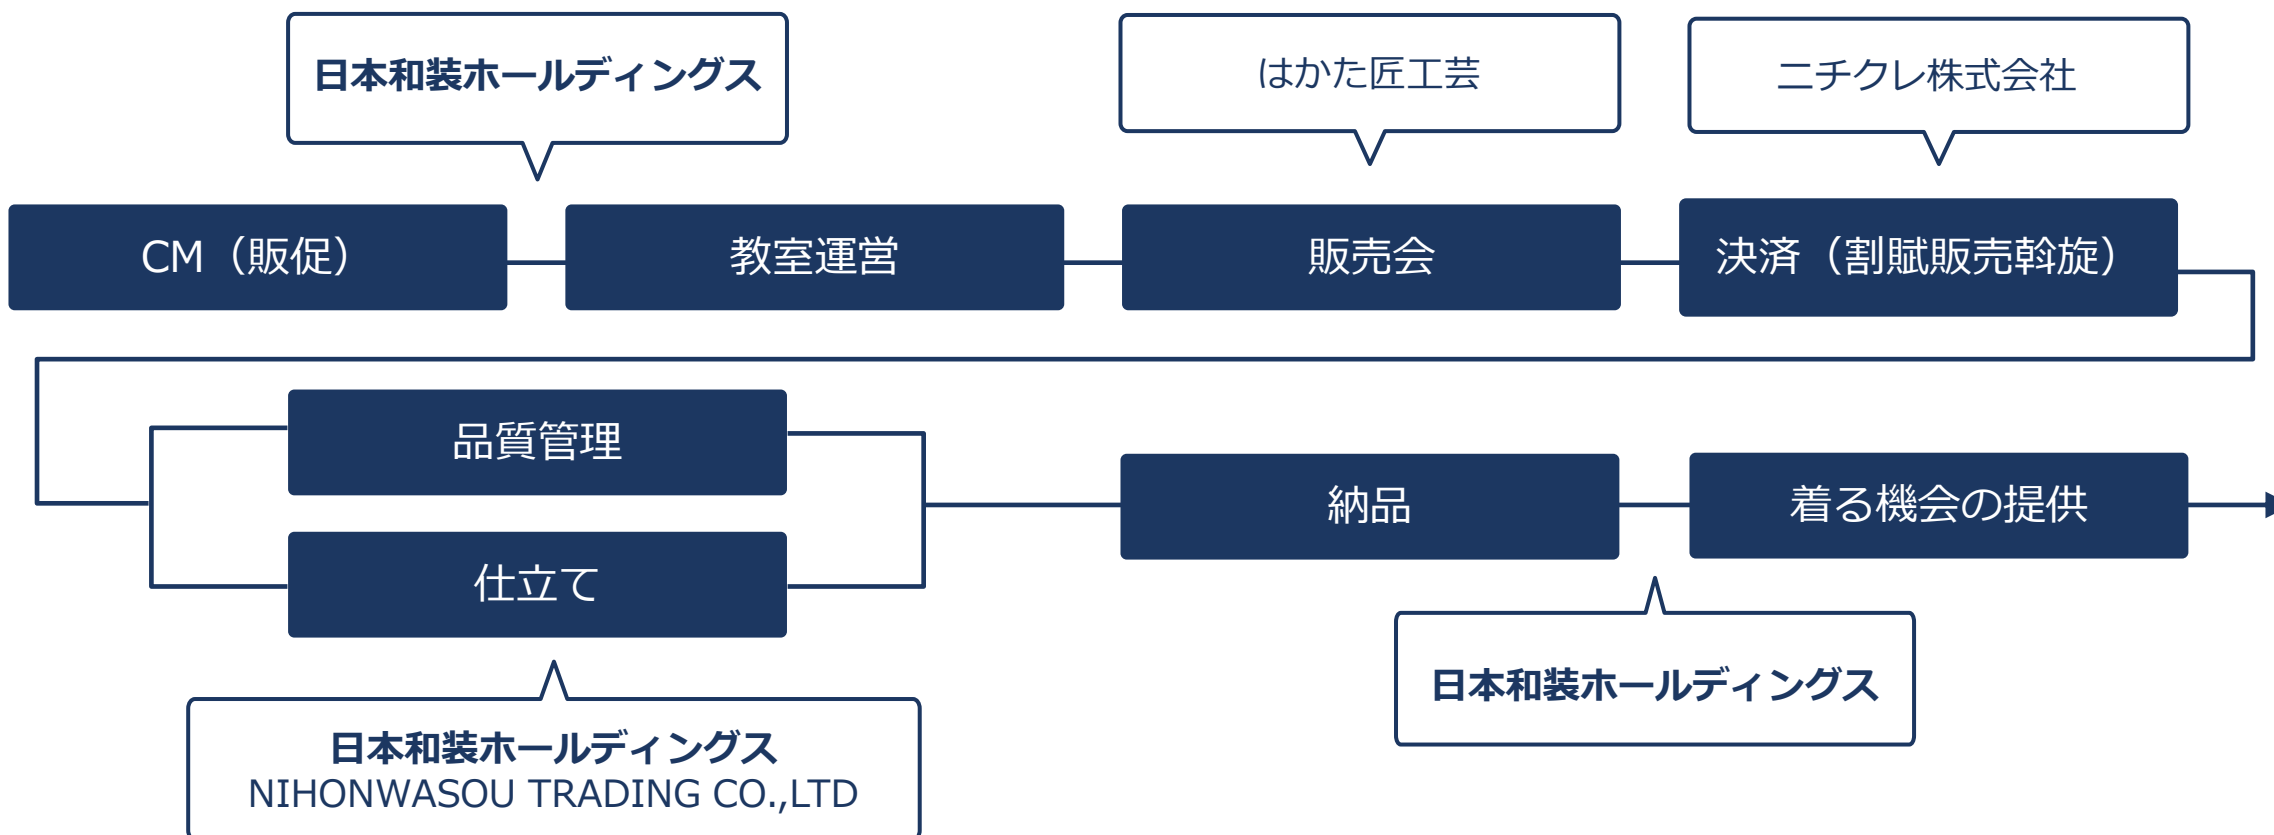 日本和装ホールディングス
はかた匠工芸
ニチクレ株式会社
CM（販促）
教室運営
販売会
決済（割賦販売斡旋）
品質管理
仕立て
納品
着る機会の提供
日本和装ホールディングス
NIHONWASOU TRADING CO.,LTD
日本和装ホールディングス